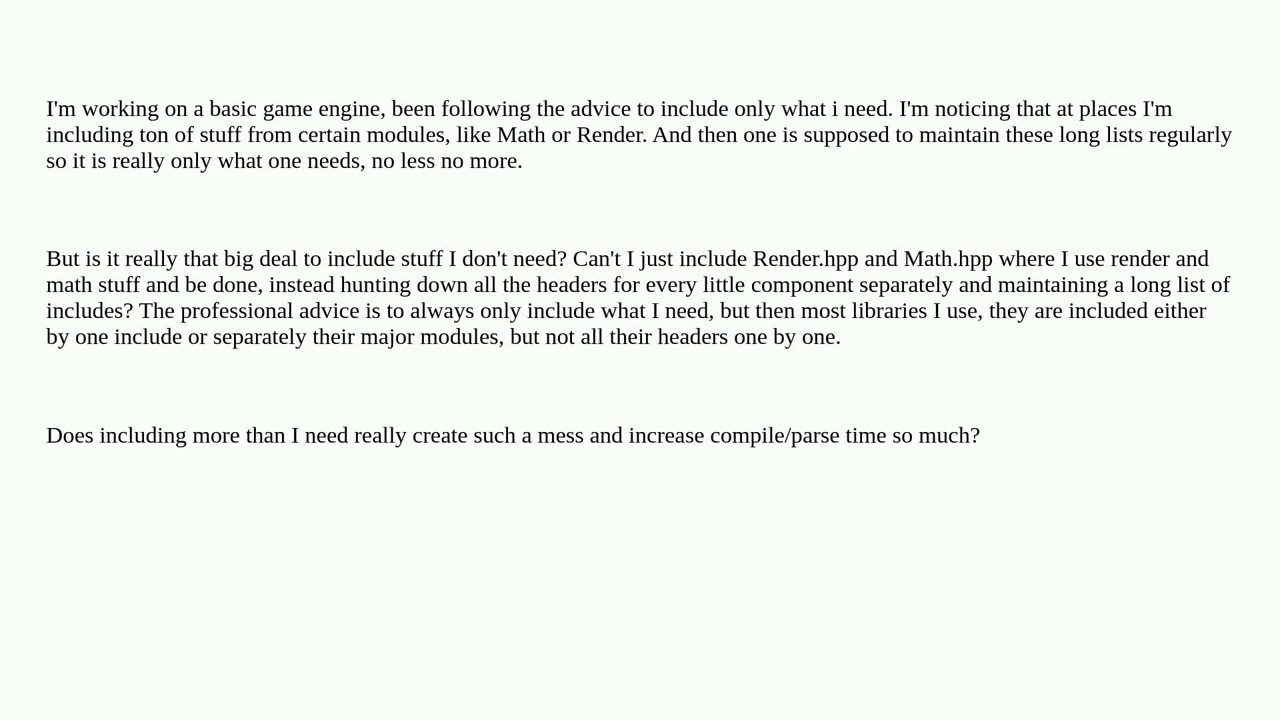 I'm working on a basic game engine, been following the advice to include only what i need. I'm noticing that at places I'm
including ton of stuff from certain modules, like Math or Render. And then one is supposed to maintain these long lists regularly
so it is really only what one needs, no less no more.
But is it really that big deal to include stuff I don't need? Can't I just include Render.hpp and Math.hpp where I use render and
math stuff and be done, instead hunting down all the headers for every little component separately and maintaining a long list of
includes? The professional advice is to always only include what I need, but then most libraries I use, they are included either
by one include or separately their major modules, but not all their headers one by one.
Does including more than I need really create such a mess and increase compile/parse time so much?